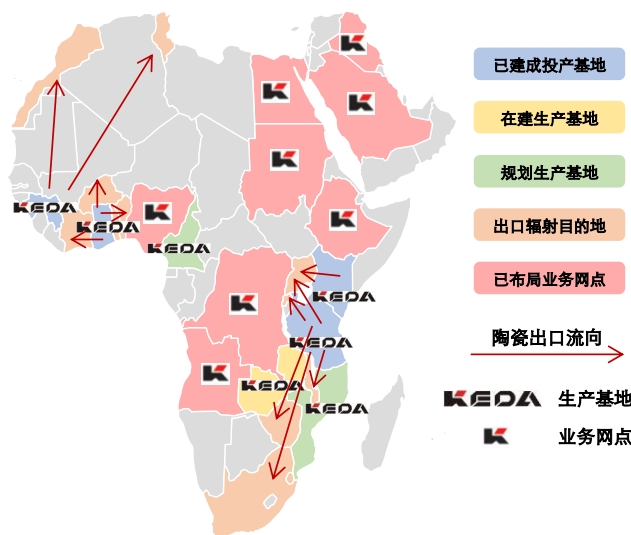 已建成投产基地
在建生产基地
规划生产基地
出口辐射目的地
已布局业务网点
陶瓷出口流向
KEDA 生产基地
K 业务网点
K
K
K
K
KEDA
K
KEDA
KEDA
K
K
KEDA
KEDA
K
KEDA
KEDA